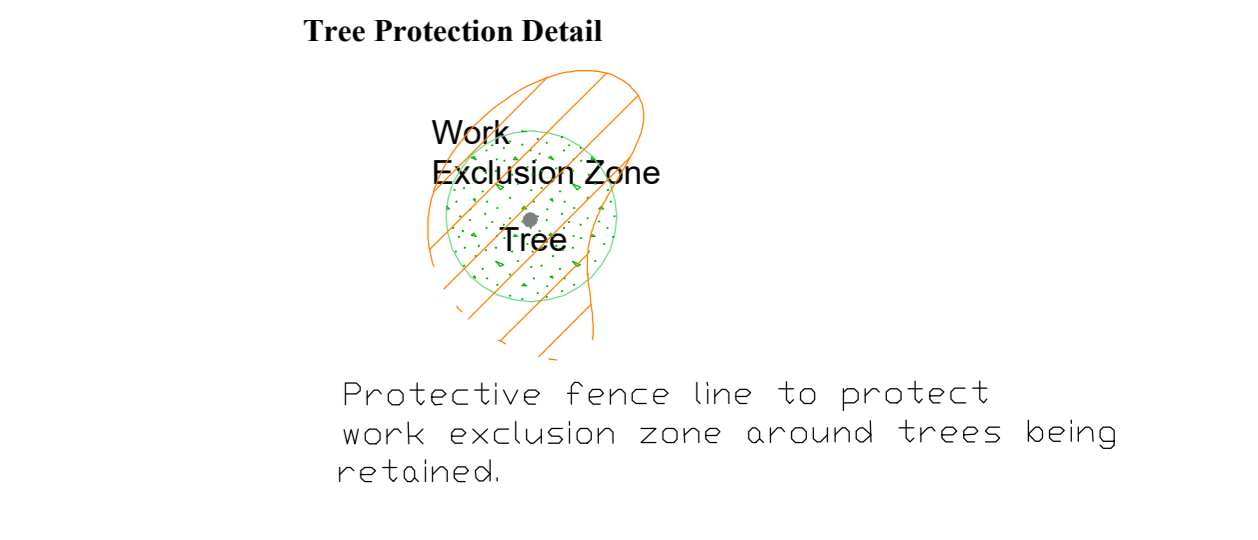 Tree Protection Detail
Work
Exclusion Zone
Tree
Protective fence line to protect
work exclusion zone around trees being
retained.